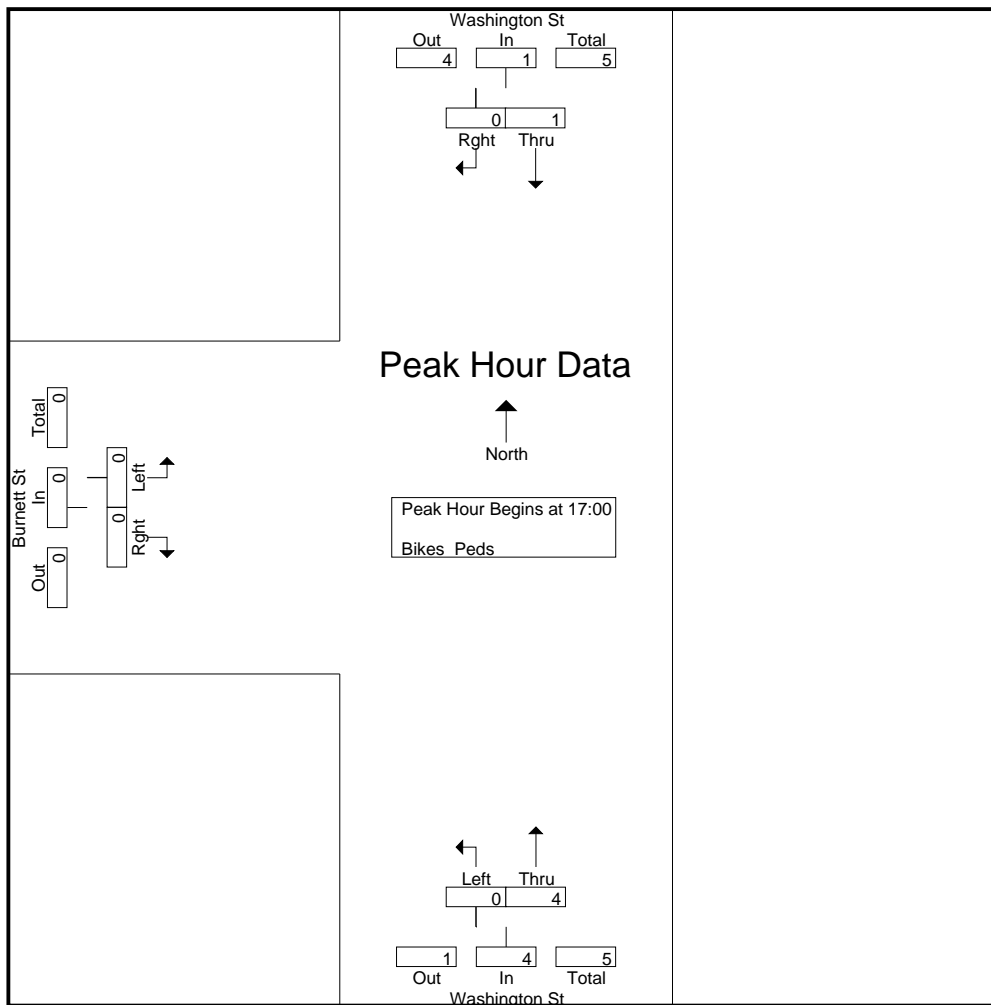 Washington St
Out In Total
4 1 5
0 1
Rght Thru
Peak Hour Data
North
Peak Hour Begins at 17:00
Bikes Peds
Burnett St
Out In Total
0 0 0
Rght Left
0 0
Left Thru
0 4
1 4 5
Out In Total
Washington St